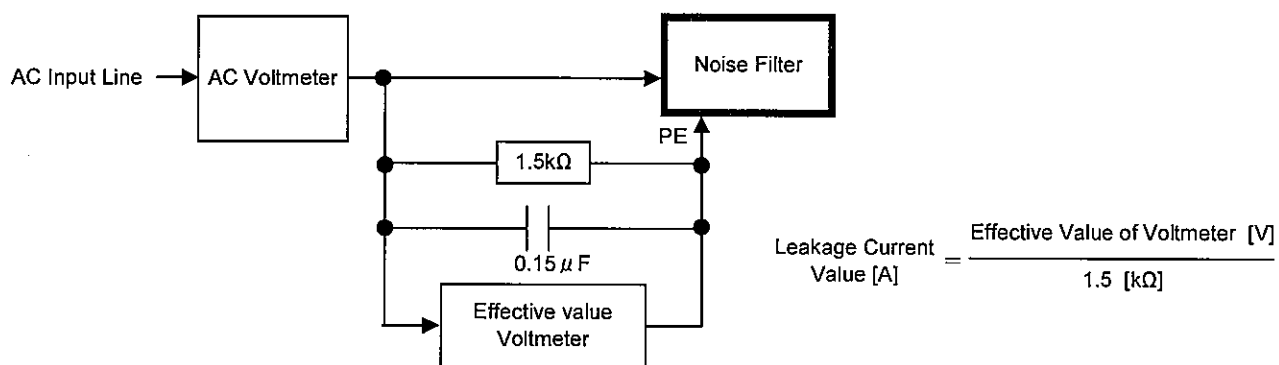 AC Input Line
AC Voltmeter
Noise Filter
PE
1.5kΩ
0.15μF
Effective value
Voltmeter
Leakage Current
Value [A]
=
Effective Value of Voltmeter [V]
1.5 [kΩ]